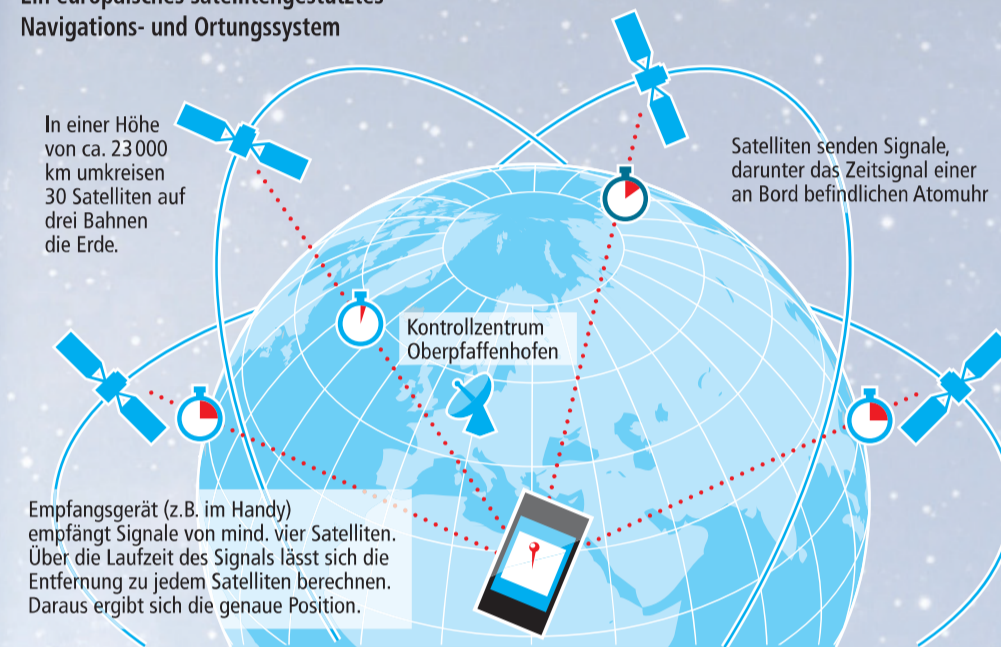 Ein europäisches satellitengestütztes
Navigations- und Ortungssystem
In einer Höhe
von ca. 23 000
km umkreisen
30 Satelliten auf
drei Bahnen
die Erde.
Satelliten senden Signale,
darunter das Zeitsignal einer
an Bord befindlichen Atomuhr
Kontrollzentrum
Oberpfaffenhofen
Empfangsgerät (z.B. im Handy)
empfängt Signale von mind. vier Satelliten.
Über die Laufzeit des Signals lässt sich die
Entfernung zu jedem Satelliten berechnen.
Daraus ergibt sich die genaue Position.